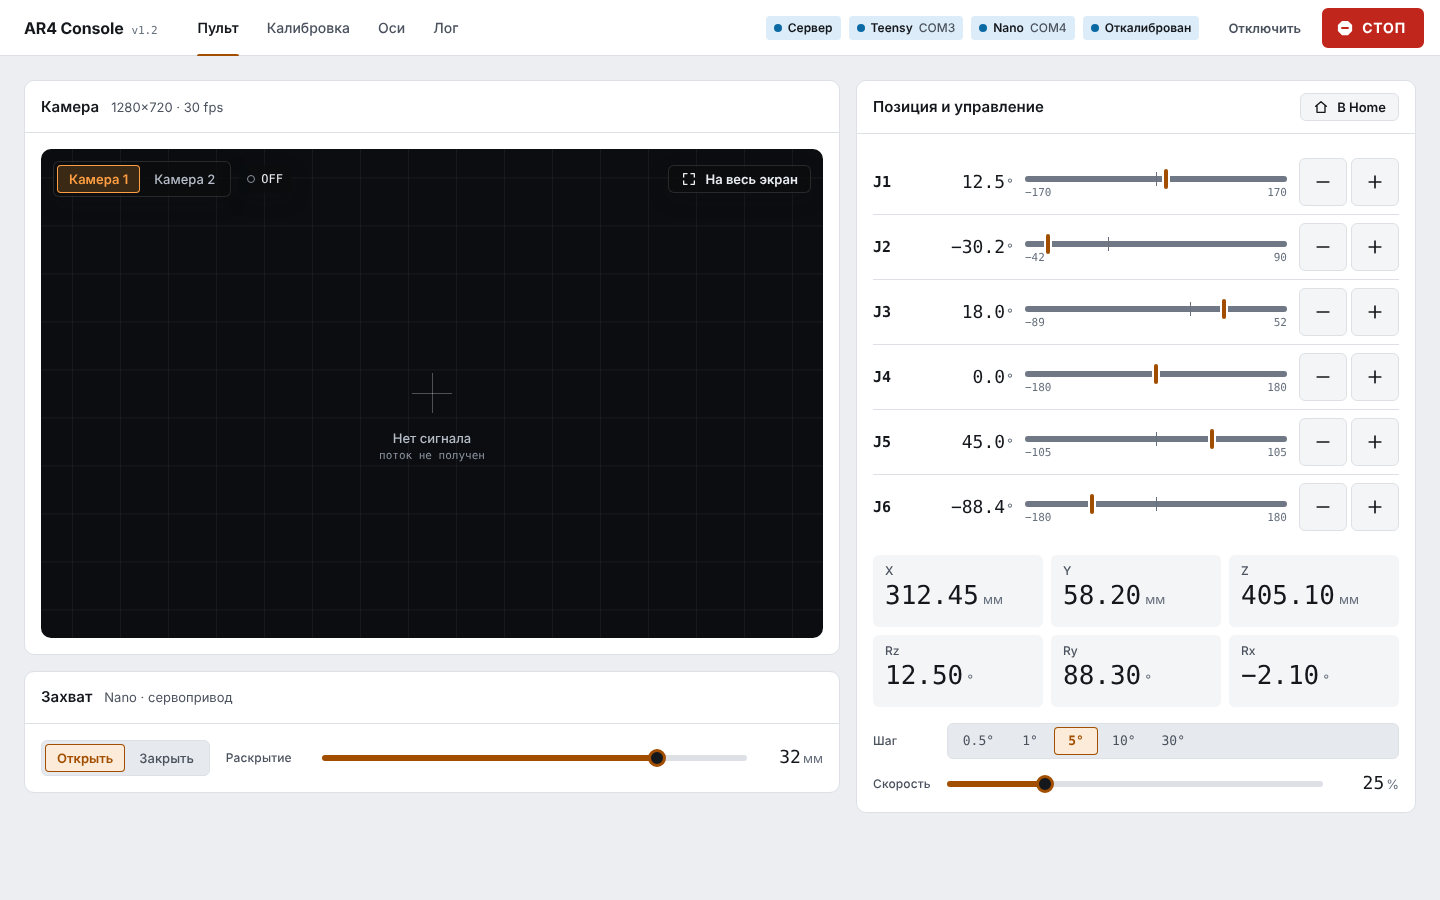 AR4 Console v1.2 Пульт Калибровка Оси Лог Сервер Teensy COM3 Nano COM4 Откалиброван Отключить СТОП
Камера 1280×720 · 30 fps
Камера 1 Камера 2 OFF На весь экран
Нет сигнала
поток не получен
Захват Nano · сервопривод
Открыть Закрыть Раскрытие 32 мм
Позиция и управление В Home
J1 12.5° − +
−170 170
J2 −30.2° − +
−42 90
J3 18.0° − +
−89 52
J4 0.0° − +
−180 180
J5 45.0° − +
−105 105
J6 −88.4° − +
−180 180
X Y Z
312.45 мм 58.20 мм 405.10 мм
Rz Ry Rx
12.50 ° 88.30 ° −2.10 °
Шаг 0.5° 1° 5° 10° 30°
Скорость 25 %